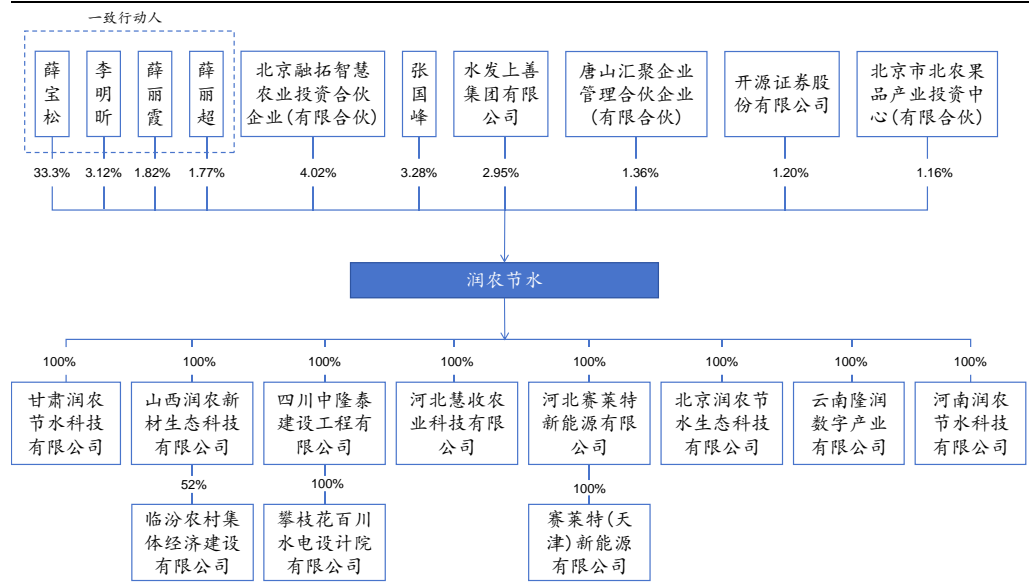 一致行动人
薛宝松
李明昕
薛丽霞
薛丽超
北京融拓智慧
农业投资合伙
企业(有限合伙)
张国峰
水发上善
集团有限
公司
唐山汇聚企业
管理合伙企业
(有限合伙)
开源证券股
份有限公司
北京市北农果
品产业投资中
心(有限合伙)
33.3%
3.12%
1.82%
1.77%
4.02%
3.28%
2.95%
1.36%
1.20%
1.16%
润农节水
100%
100%
100%
100%
100%
100%
100%
100%
甘肃润农
节水科技
有限公司
山西润农新
材生态科技
有限公司
四川中隆泰
建设工程有
限公司
河北慧收农
业科技有限
公司
河北赛莱特
新能源有限
公司
北京润农节
水生态科技
有限公司
云南隆润
数字产业
有限公司
河南润农
节水科技
有限公司
52%
100%
100%
临汾农村集
体经济建设
有限公司
攀枝花百川
水电设计院
有限公司
赛莱特(天
津)新能源
有限公司